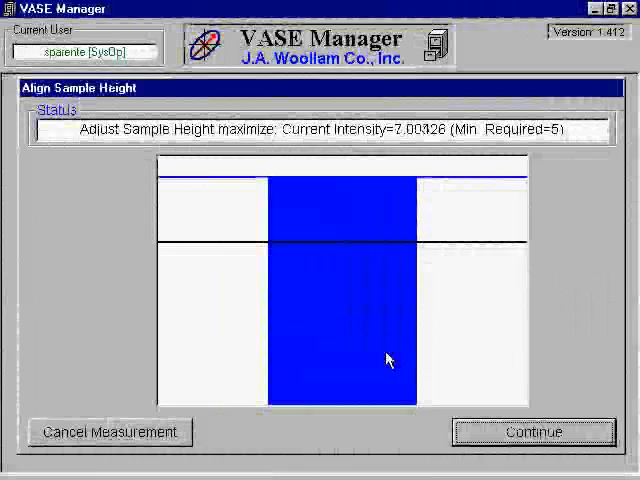 VASE Manager
Current User
sparente [SysOp]
VASE Manager
J.A. Woollam Co., Inc.
Version: 1.412
Align Sample Height
Status
Adjust Sample Height maximize: Current Intensity=7.003126 (Min. Required=5)
Cancel Measurement
Continue